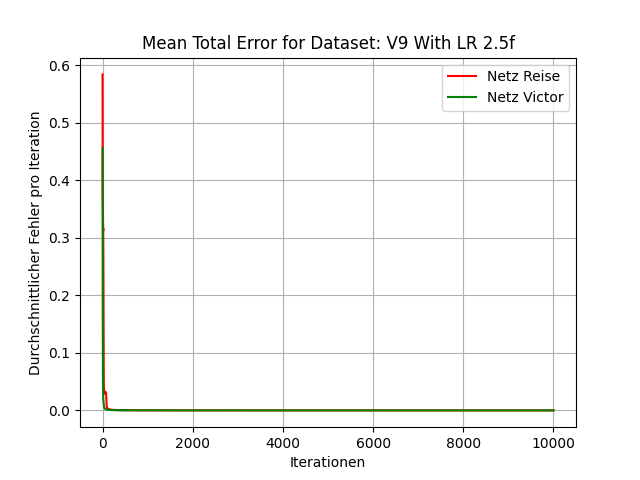 Mean Total Error for Dataset: V9 With LR 2.5f
Netz Reise
Netz Victor
Durchschnittlicher Fehler pro Iteration
0.6
0.5
0.4
0.3
0.2
0.1
0.0
0 2000 4000 6000 8000 10000
Iterationen